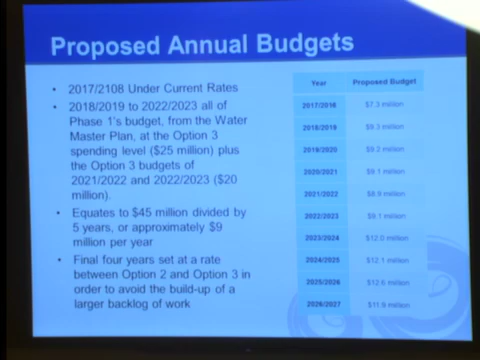 Proposed Annual Budgets
• 2017/2108 Under Current Rates
• 2018/2019 to 2022/2023 all of
Phase 1's budget, from the Water
Master Plan, at the Option 3
spending level ($25 million) plus
the Option 3 budgets of
2021/2022 and 2022/2023 ($20
million).
• Equates to $45 million divided by
5 years, or approximately $9
million per year
• Final four years set at a rate
between Option 2 and Option 3 in
order to avoid the build-up of a
larger backlog of work
Year Proposed Budget
2017/2018 $7.3 million
2018/2019 $9.3 million
2019/2020 $9.2 million
2020/2021 $9.1 million
2021/2022 $8.9 million
2022/2023 $9.1 million
2023/2024 $12.0 million
2024/2025 $12.1 million
2025/2026 $12.6 million
2026/2027 $11.9 million